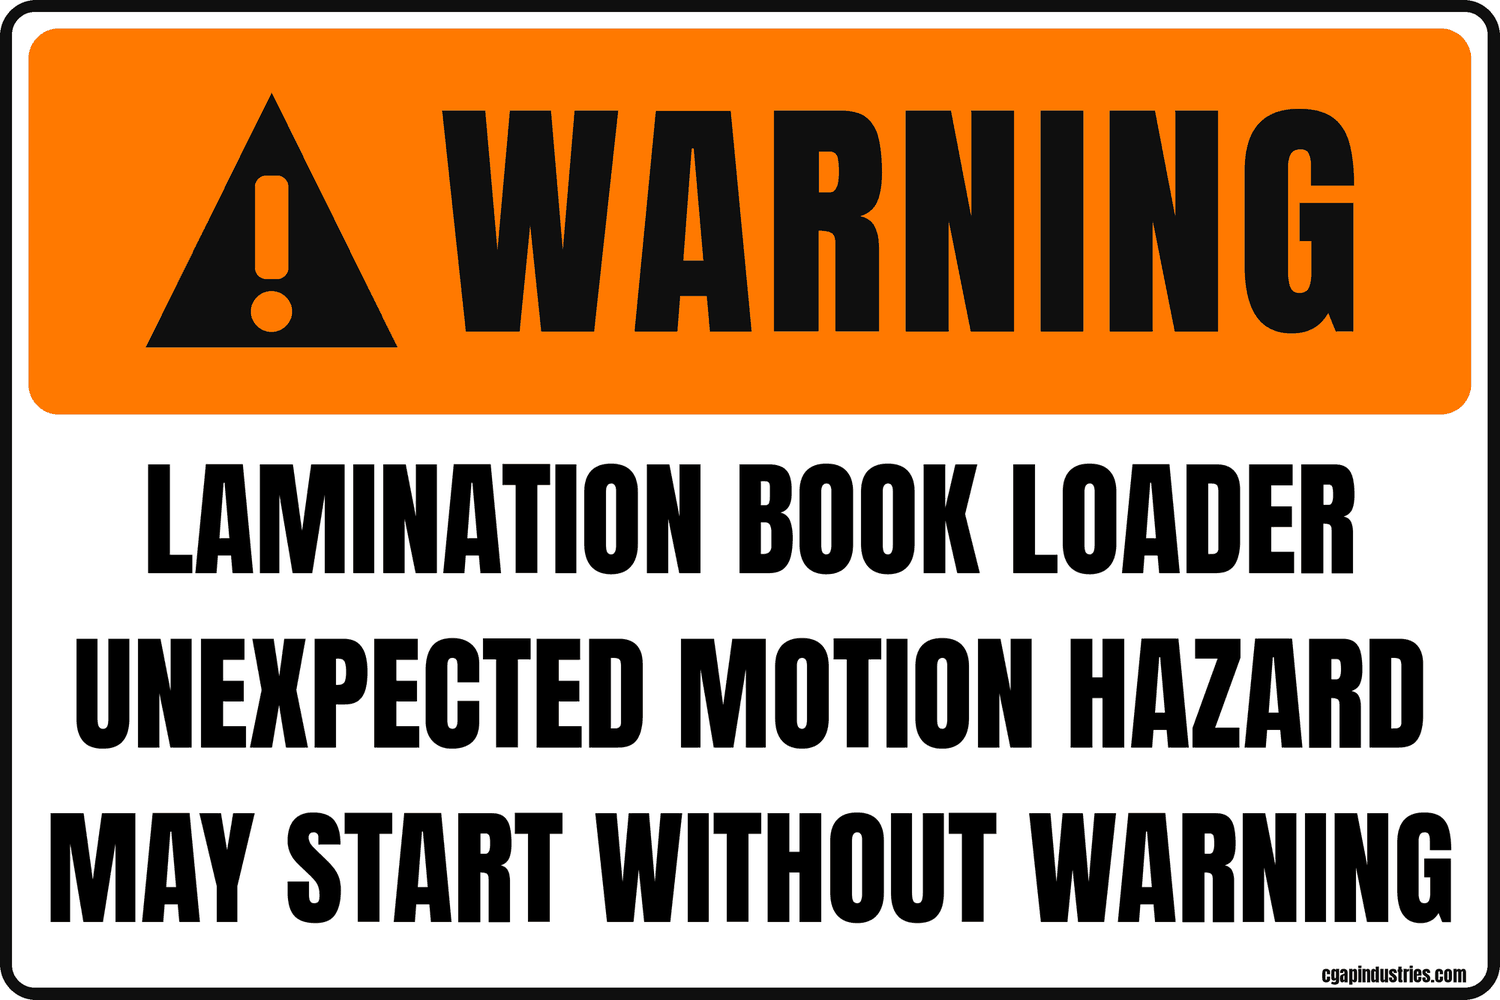 WARNING
LAMINATION BOOK LOADER
UNEXPECTED MOTION HAZARD
MAY START WITHOUT WARNING
cgapindustries.com